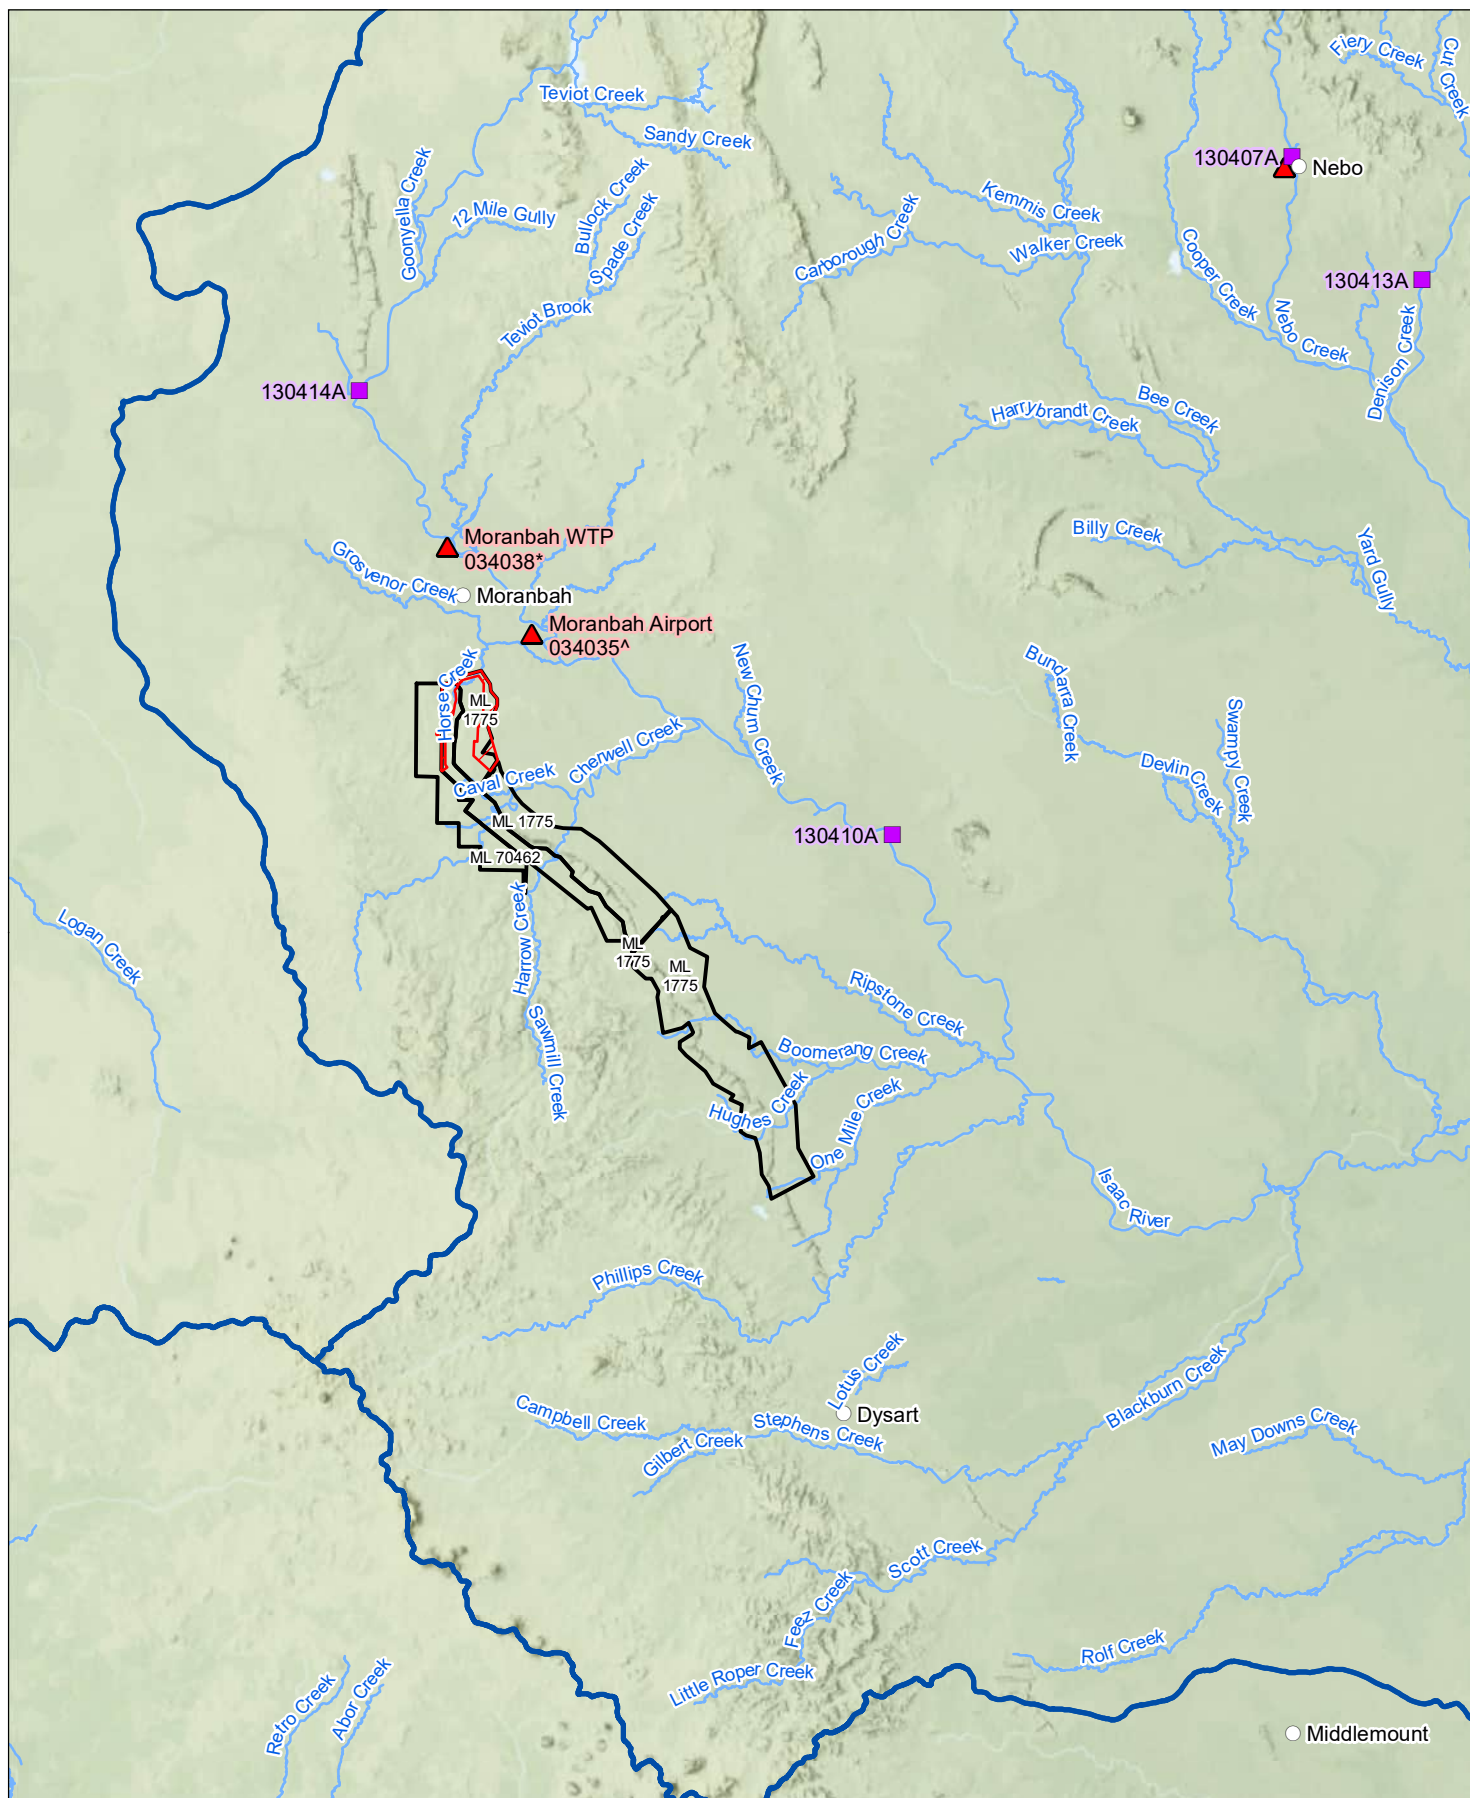 Fiery Creek
Cut Creek
Teviot Creek
Sandy Creek
130407A
Nebo
Goonyella Creek
12 Mile Gully
Bullock Creek
Spade Creek
Kemmis Creek
Carborough Creek
Walker Creek
Cooper Creek
130413A
Teviot Brook
Nebo Creek
Denison Creek
130414A
Harrybrandt Creek
Bee Creek
Moranbah WTP
034038*
Billy Creek
Yard Gully
Grosvenor Creek
Moranbah
Moranbah Airport
034035^
Horse Creek
ML
1775
New Chum Creek
Bundarra Creek
Swampy Creek
Cherwell Creek
Caval Creek
Devlin Creek
ML 1775
130410A
ML 70462
Harrow Creek
Logan Creek
ML
1775
ML
1775
Ripstone Creek
Sawmill Creek
Boomerang Creek
Hughes Creek
One Mile Creek
Isaac River
Phillips Creek
Lotus Creek
Dysart
Blackburn Creek
Campbell Creek
Stephens Creek
Gilbert Creek
May Downs Creek
Scott Creek
Feez Creek
Rolf Creek
Little Roper Creek
Retro Creek
Abor Creek
Middlemount